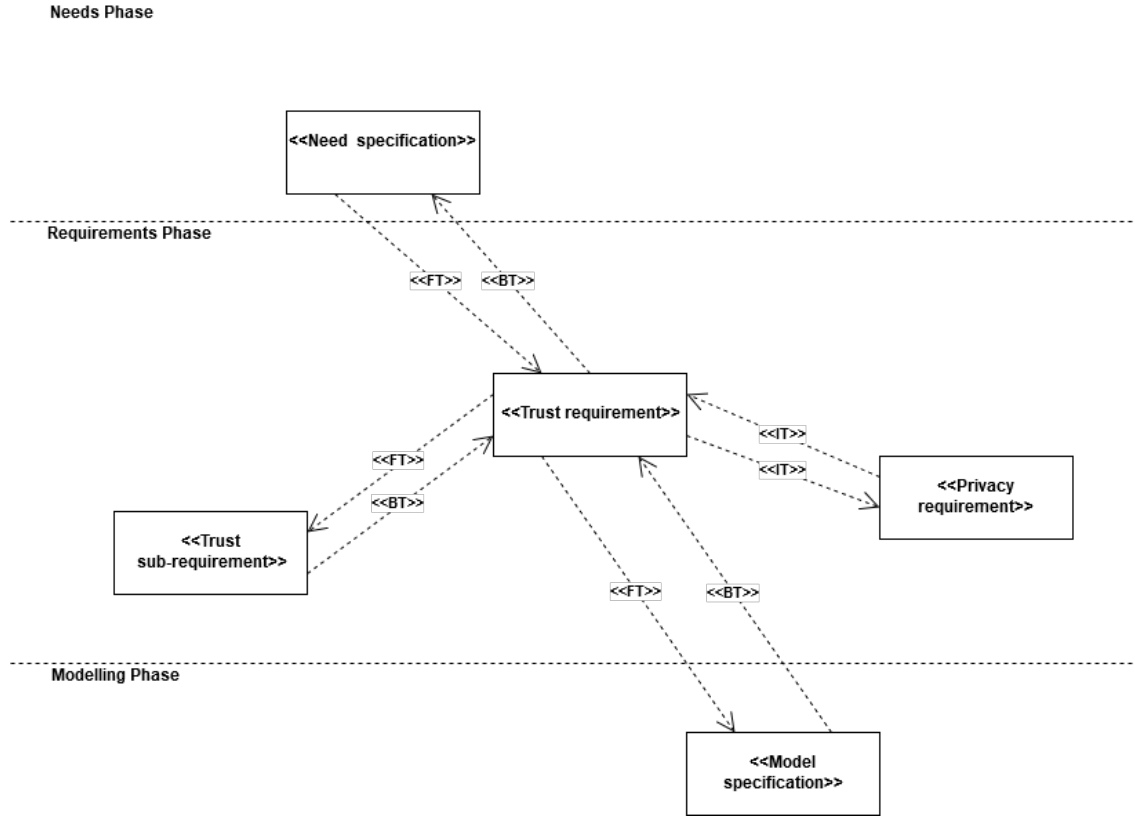 Needs Phase
<<Need  specification>>
Requirements Phase
<<FT>>
<<BT>>
<<Trust requirement>>
<<IT>>
<<FT>>
<<IT>>
<<BT>>
<<Privacy
requirement>>
<<Trust
sub-requirement>>
<<FT>>
<<BT>>
Modelling Phase
<<Model
specification>>